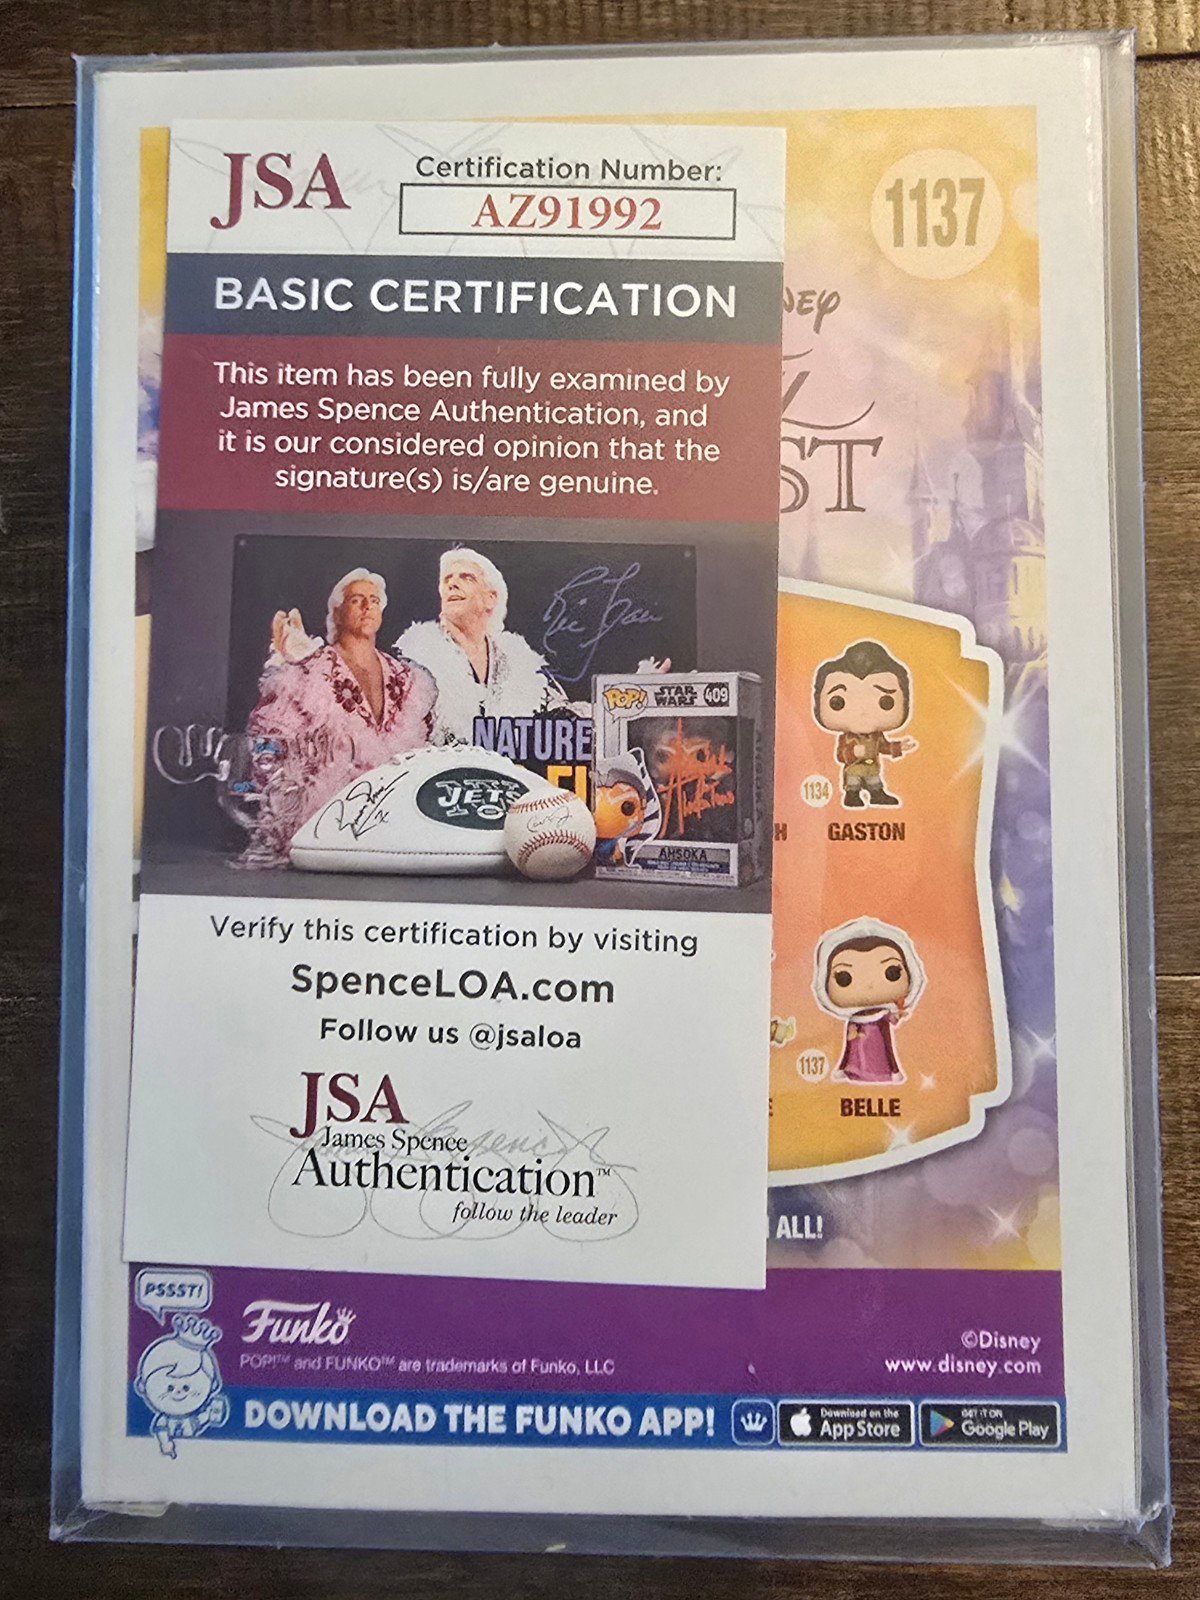 JSA
Certification Number:
AZ91992
1137
BASIC CERTIFICATION
This item has been fully examined by
James Spence Authentication, and
it is our considered opinion that the
signature(s) is/are genuine.
NEY
ST
NATURE
JETS
POP!
STAR
WARS
409
AHSOKA
1134
H
GASTON
1137
E
BELLE
ALL!
Verify this certification by visiting
SpenceLOA.com
Follow us @jsaloa
JSA
James Spence
Authentication™
follow the leader
PSSST!
Funko
POP!™ and FUNKO™ are trademarks of Funko, LLC
©Disney
www.disney.com
DOWNLOAD THE FUNKO APP!
Download on the
App Store
GET IT ON
Google Play